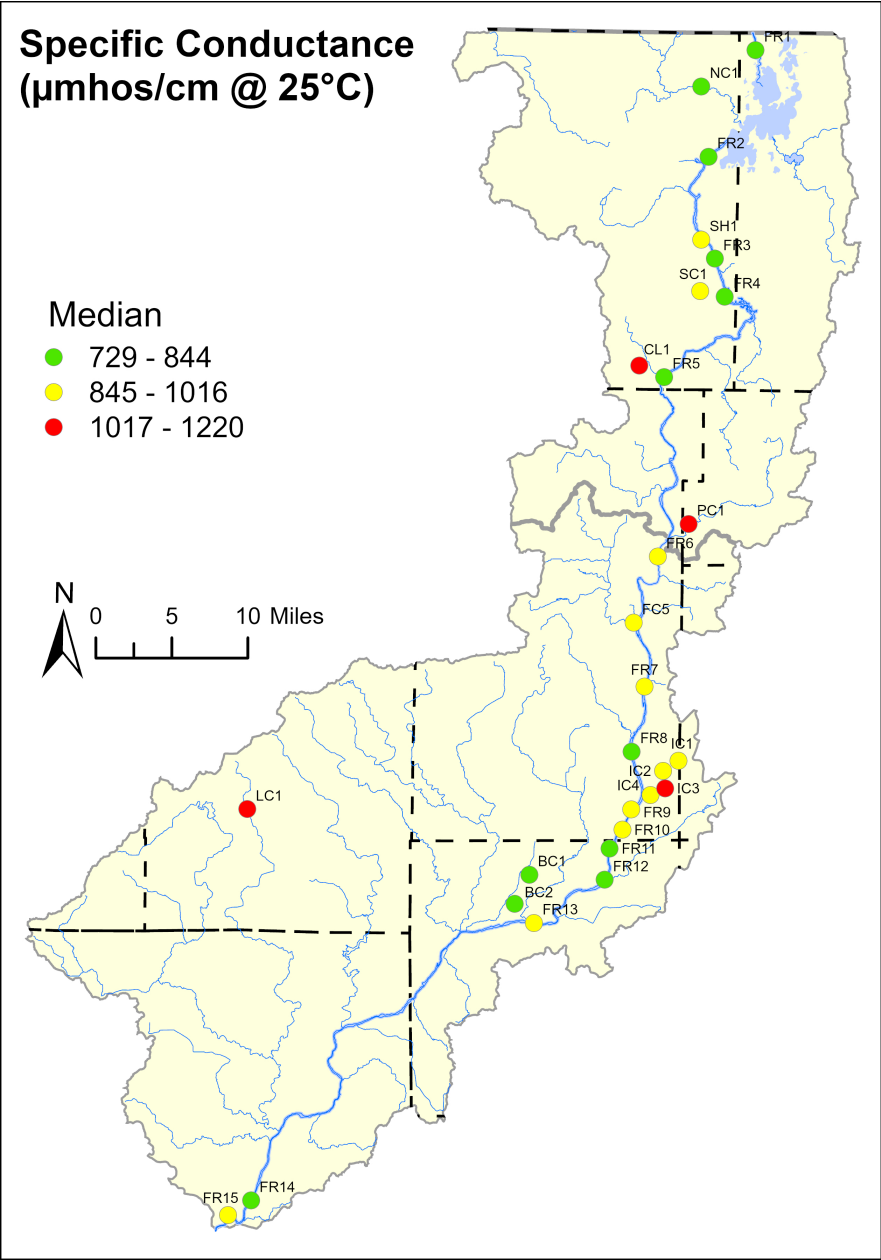 Specific Conductance
(µmhos/cm @ 25°C)
FR1
NC1
FR2
SH1
FR3
SC1
FR4
Median
729 - 844
845 - 1016
1017 - 1220
CL1
FR5
PC1
FR6
N
0 5 10 Miles
FC5
FR7
FR8
IC1
IC2
IC4
IC3
LC1
FR9
FR10
FR11
BC1
FR12
BC2
FR13
FR14
FR15